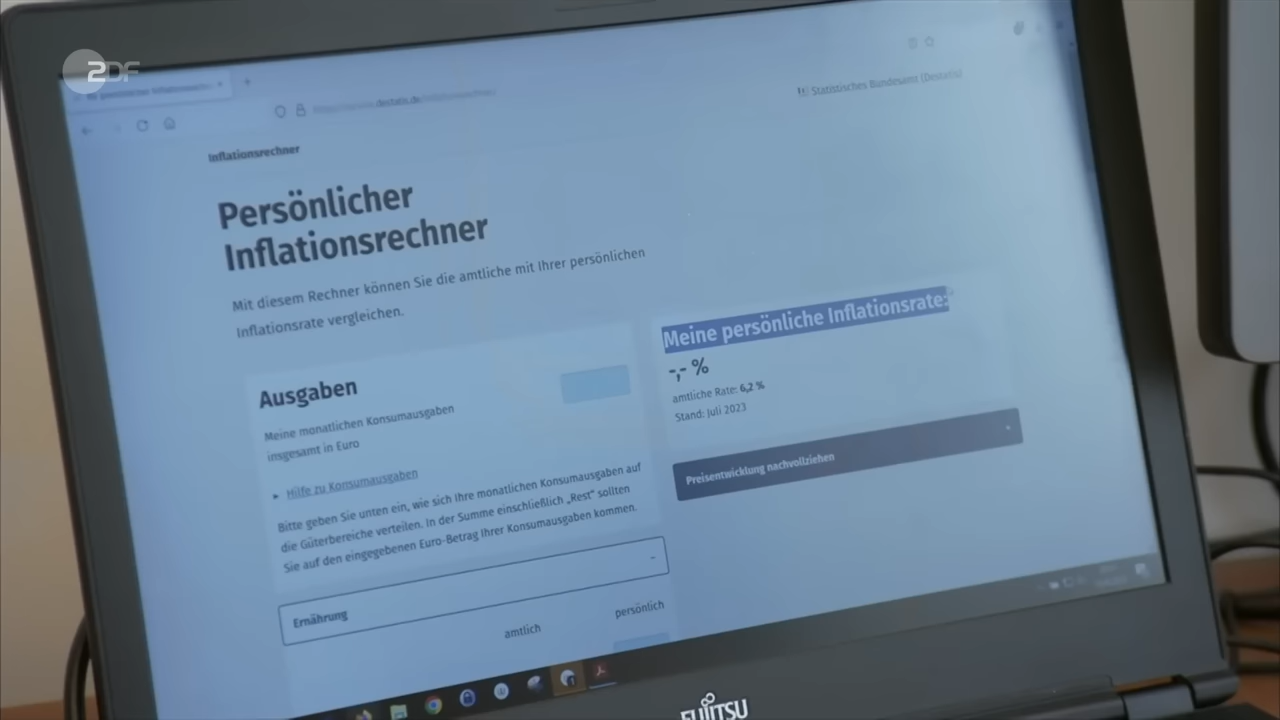 ZDF
Statistisches Bundesamt (Destatis)
Inflationsrechner
Persönlicher
Inflationsrechner
Mit diesem Rechner können Sie die amtliche mit Ihrer persönlichen
Inflationsrate vergleichen.
Ausgaben
Meine monatlichen Konsumausgaben
insgesamt in Euro
Hilfe zu Konsumausgaben
Bitte geben Sie unten ein, wie sich Ihre monatlichen Konsumausgaben auf
die Güterbereiche verteilen. In der Summe einschließlich „Rest“ sollten
Sie auf den eingegebenen Euro-Betrag Ihrer Konsumausgaben kommen.
Ernährung
amtlich persönlich
Meine persönliche Inflationsrate:
-,- %
amtliche Rate: 6,2 %
Stand: Juli 2023
Preisentwicklung nachvollziehen
FUJITSU